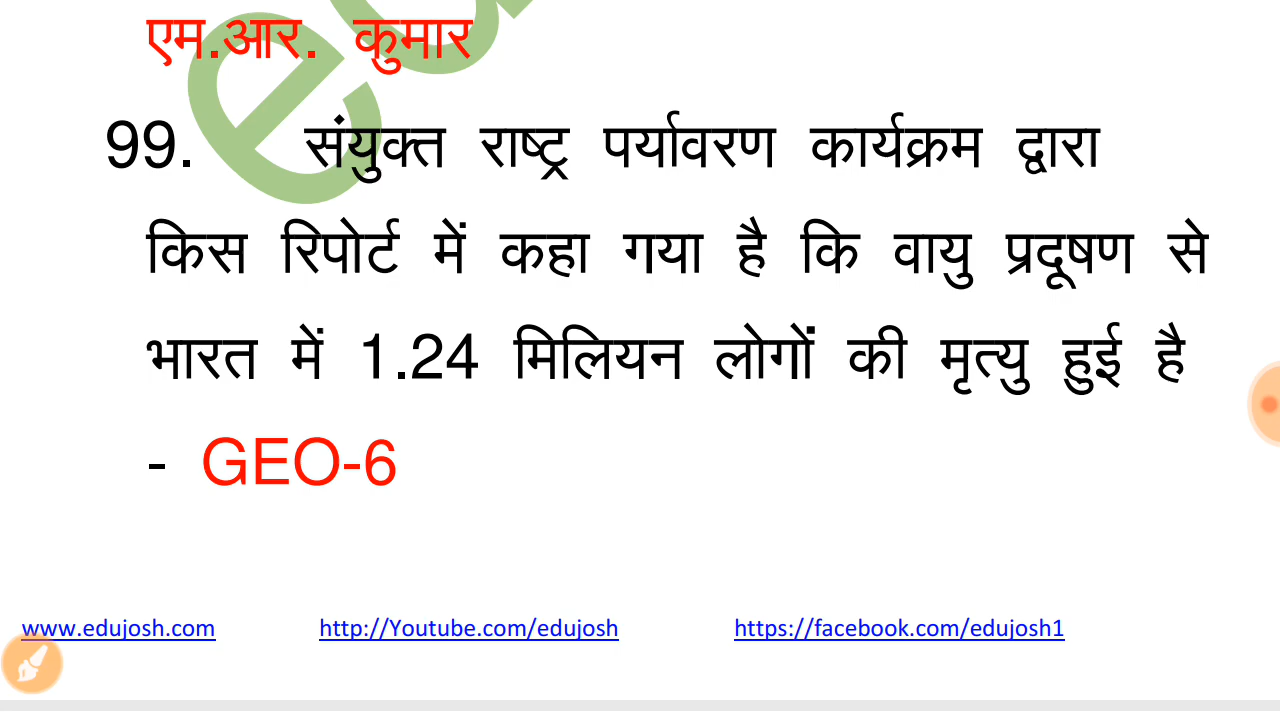 एम.आर. कुमार
99. संयुक्त राष्ट्र पर्यावरण कार्यक्रम द्वारा
किस रिपोर्ट में कहा गया है कि वायु प्रदूषण से
भारत में 1.24 मिलियन लोगों की मृत्यु हुई है
- GEO-6
www.edujosh.com http://Youtube.com/edujosh https://facebook.com/edujosh1